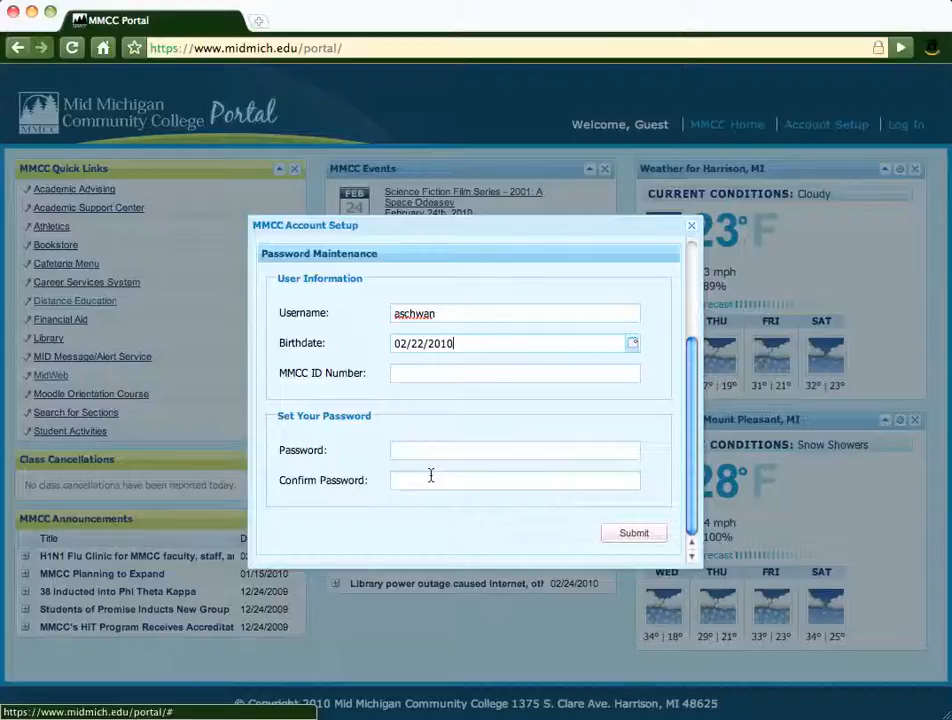 MMCC Portal
https://www.midmich.edu/portal/
Mid Michigan
Community College
Portal
MMCC
Welcome, Guest
MMCC Home
Account Setup
Log In
MMCC Quick Links
Academic Advising
Academic Support Center
Athletics
Bookstore
Cafeteria Menu
Career Services System
Distance Education
Financial Aid
Library
MID Message/Alert Service
MidWeb
Moodle Orientation Course
Search for Sections
Student Activities
Class Cancellations
No class cancellations have been reported today.
MMCC Announcements
Title
H1N1 Flu Clinic for MMCC faculty, staff, a
MMCC Planning to Expand 01/15/2010
38 Inducted into Phi Theta Kappa 12/24/2009
Students of Promise Inducts New Group 12/24/2009
MMCC's HIT Program Receives Accreditat 12/24/2009
MMCC Events
FEB
24
Science Fiction Film Series - 2001: A
Space Odessey
February 24th, 2010
Library power outage caused Internet, ot 02/24/2010
MMCC Account Setup
Password Maintenance
User Information
Username: aschwan
Birthdate: 02/22/2010
MMCC ID Number:
Set Your Password
Password:
Confirm Password:
Submit
Weather for Harrison, MI
CURRENT CONDITIONS: Cloudy
23°F
3 mph
89%
recast
THU FRI SAT
7° | 19° 31° | 21° 32° | 23°
Mount Pleasant, MI
CONDITIONS: Snow Showers
28°F
4 mph
100%
recast
WED THU FRI SAT
34° | 18° 29° | 21° 33° | 23° 34° | 25°
© Copyright 2010 Mid Michigan Community College 1375 S. Clare Ave. Harrison, MI 48625
https://www.midmich.edu/portal/#